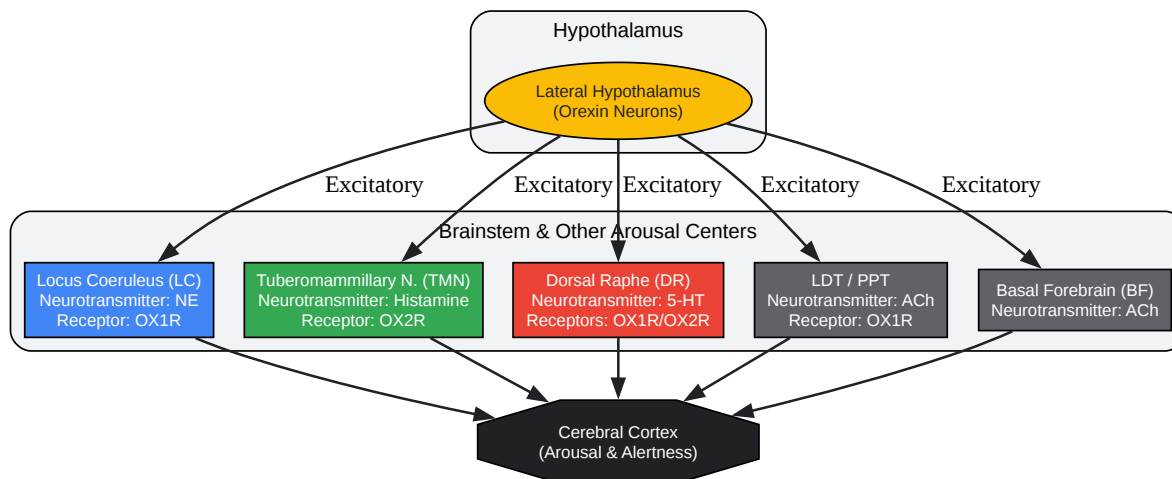 Hypothalamus
Lateral Hypothalamus
(Orexin Neurons)
Excitatory
Excitatory
Excitatory
Excitatory
Excitatory
Brainstem & Other Arousal Centers
Locus Coeruleus (LC)
Neurotransmitter: NE
Receptor: OX1R
Tuberomammillary N. (TMN)
Neurotransmitter: Histamine
Receptor: OX2R
Dorsal Raphe (DR)
Neurotransmitter: 5-HT
Receptors: OX1R/OX2R
LDT / PPT
Neurotransmitter: ACh
Receptor: OX1R
Basal Forebrain (BF)
Neurotransmitter: ACh
Cerebral Cortex
(Arousal & Alertness)